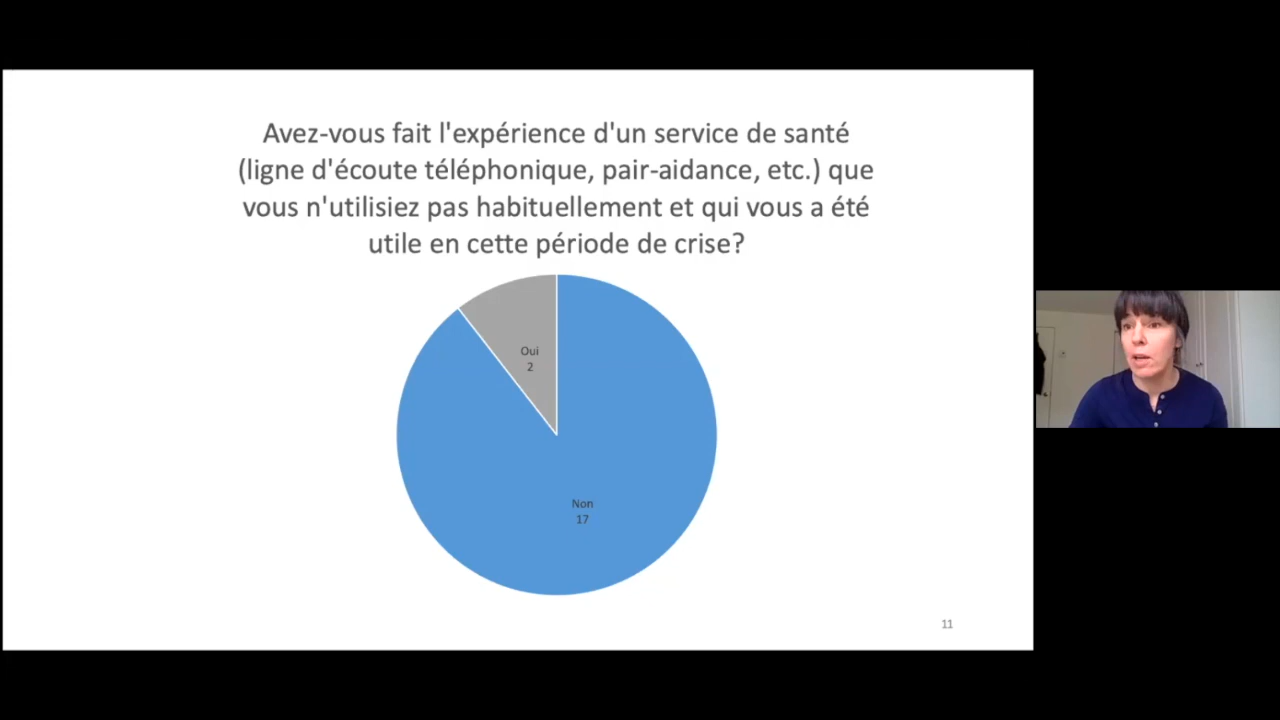 Avez-vous fait l'expérience d'un service de santé
(ligne d'écoute téléphonique, pair-aidance, etc.) que
vous n'utilisiez pas habituellement et qui vous a été
utile en cette période de crise?
Oui
2
Non
17
11